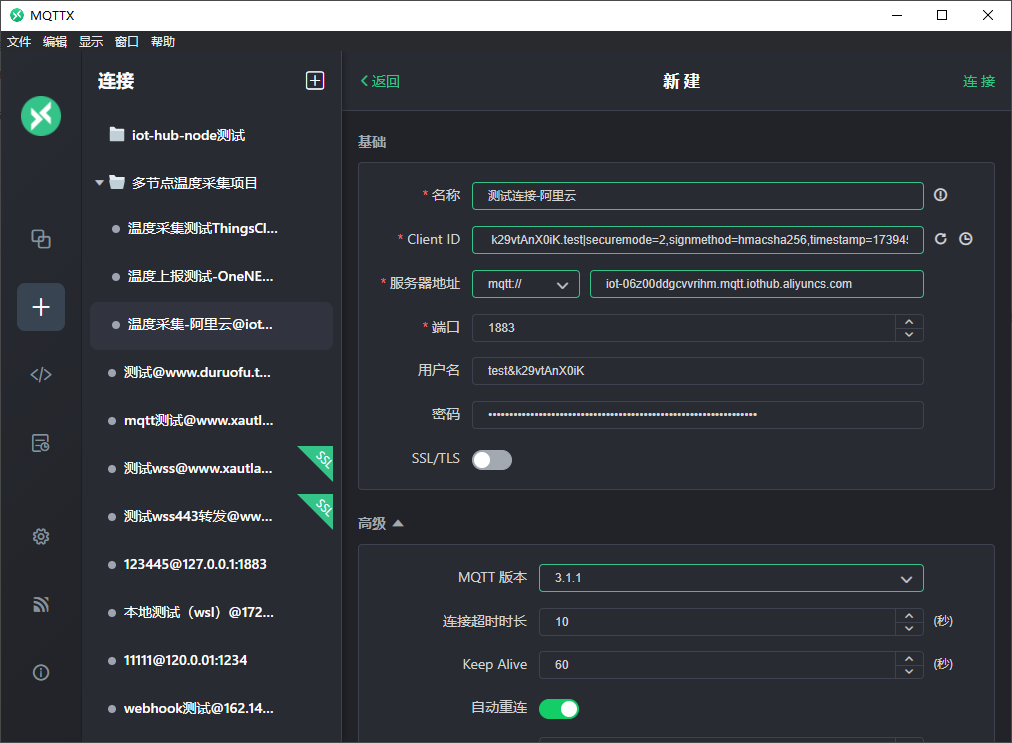 MQTTX
文件 编辑 显示 窗口 帮助
连接
iot-hub-node测试
多节点温度采集项目
温度采集测试ThingsCl...
温度上报测试-OneNE...
温度采集-阿里云@iot...
测试@www.duruofu.t...
mqtt测试@www.xautl...
测试wss@www.xautla...
SSL
测试wss443转发@ww...
SSL
123445@127.0.0.1:1883
本地测试（wsl）@172...
11111@120.0.01:1234
webhook测试@162.14...
返回
新建
连接
基础
* 名称 测试连接-阿里云
* Client ID k29vtAnX0iK.test|securemode=2,signmethod=hmacsha256,timestamp=173945
* 服务器地址 mqtt:// iot-06z00ddgcvvrihm.mqtt.iothub.aliyuncs.com
* 端口 1883
用户名 test&k29vtAnX0iK
密码
SSL/TLS
高级
MQTT 版本 3.1.1
连接超时时长 10 (秒)
Keep Alive 60 (秒)
自动重连